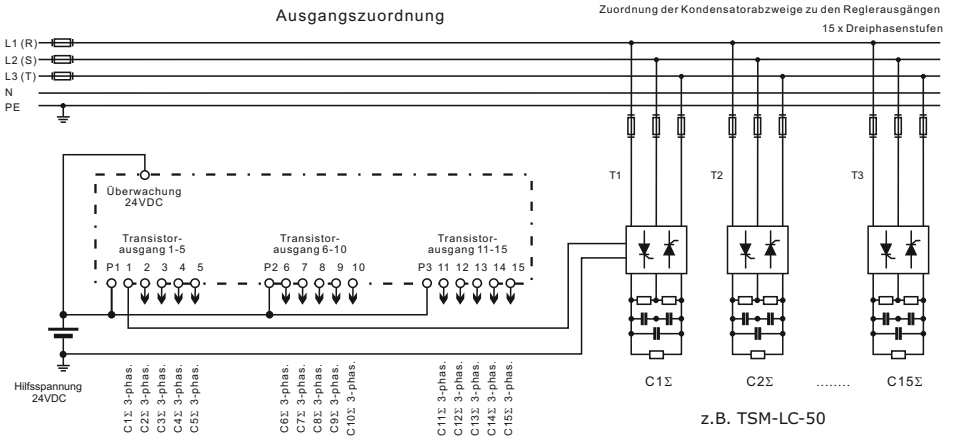 Ausgangszuordnung
Zuordnung der Kondensatorabzweige zu den Reglerausgängen
15 x Dreiphasenstufen
L1 (R)
L2 (S)
L3 (T)
N
PE
T1
T2
T3
Überwachung
24VDC
Transistor-
ausgang 1-5
Transistor-
ausgang 6-10
Transistor-
ausgang 11-15
P1 1 2 3 4 5
P2 6 7 8 9 10
P3 11 12 13 14 15
Hilfsspannung
24VDC
C1Σ 3-phas.
C2Σ 3-phas.
C3Σ 3-phas.
C4Σ 3-phas.
C5Σ 3-phas.
C6Σ 3-phas.
C7Σ 3-phas.
C8Σ 3-phas.
C9Σ 3-phas.
C10Σ 3-phas.
C11Σ 3-phas.
C12Σ 3-phas.
C13Σ 3-phas.
C14Σ 3-phas.
C15Σ 3-phas.
C1Σ C2Σ ........ C15Σ
z.B. TSM-LC-50